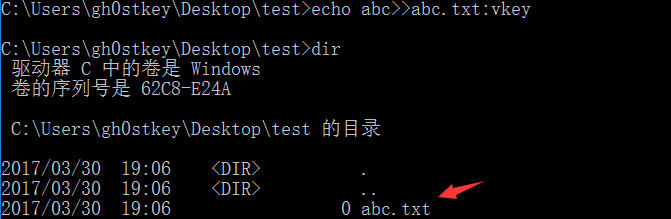 C:\Users\gh0stkey\Desktop\test>echo abc>>abc.txt:vkey
C:\Users\gh0stkey\Desktop\test>dir
驱动器 C 中的卷是 Windows
卷的序列号是 62C8-E24A
C:\Users\gh0stkey\Desktop\test 的目录
2017/03/30  19:06    <DIR>          .
2017/03/30  19:06    <DIR>          ..
2017/03/30  19:06                 0 abc.txt